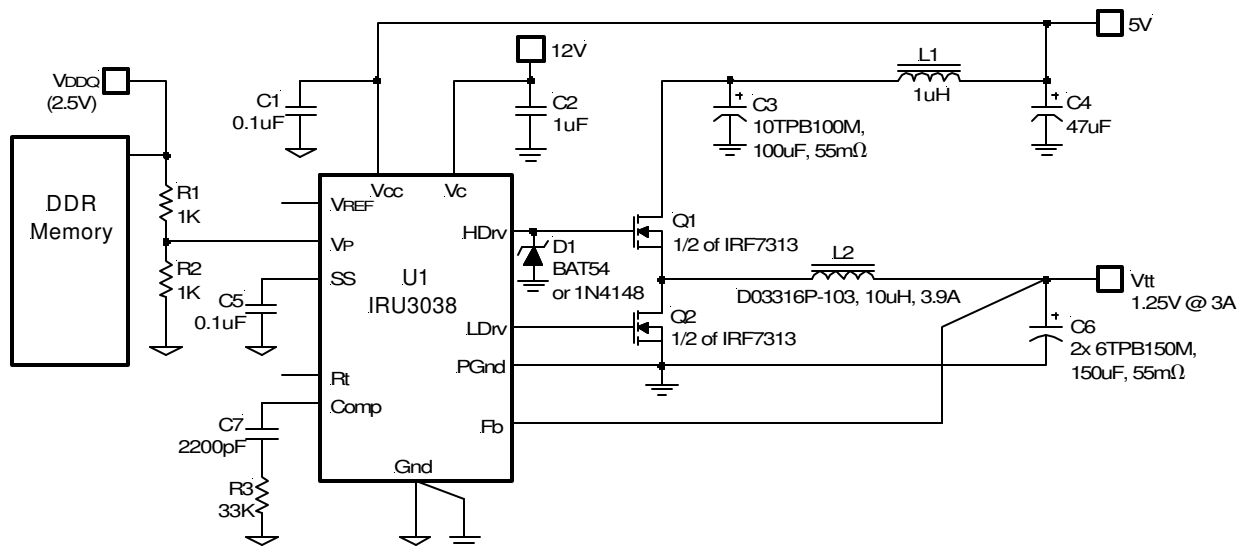 5V
12V
L1
1uH
VDDQ
(2.5V)
C1
0.1uF
C2
1uF
C3
10TPB100M,
100uF, 55mΩ
C4
47uF
DDR
Memory
R1
1K
R2
1K
Vcc
Vc
VREF
VP
SS
HDrv
U1
IRU3038
LDrv
PGnd
Rt
Comp
Fb
Gnd
C5
0.1uF
C7
2200pF
R3
33K
D1
BAT54
or 1N4148
Q1
1/2 of IRF7313
L2
D03316P-103, 10uH, 3.9A
Q2
1/2 of IRF7313
Vtt
1.25V @ 3A
C6
2x 6TPB150M,
150uF, 55mΩ